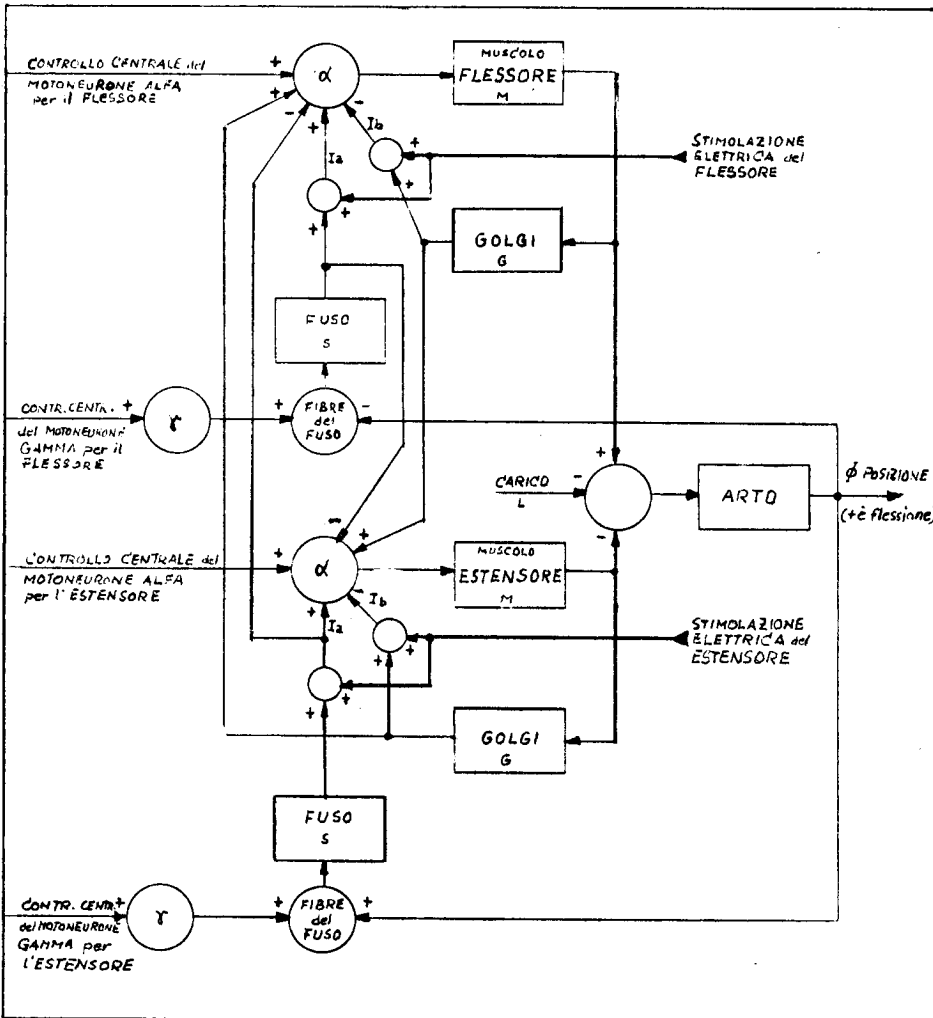 CONTROLLO CENTRALE del
MOTONEURONE ALFA
per il FLESSORE
+
+
-
α
-
+
MUSCOLO
FLESSORE
M
Ia
Ib
+
+
+
+
STIMOLAZIONE
ELETTRICA del
FLESSORE
GOLGI
G
FUSO
S
CONTR. CENTR. +
del MOTONEURONE
GAMMA per il
FLESSORE
γ
+
FIBRE
del
FUSO
-
+
-
-
CARICO
L
ARTO
φ POSIZIONE
(+è flessione)
CONTROLLO CENTRALE del
MOTONEURONE ALFA
per l'ESTENSORE
+
-
+
α
-
+
MUSCOLO
ESTENSORE
M
Ia
Ib
+
+
+
+
STIMOLAZIONE
ELETTRICA del
ESTENSORE
GOLGI
G
FUSO
S
CONTR. CENTR. +
del MOTONEURONE
GAMMA per
l'ESTENSORE
γ
+
FIBRE
del
FUSO
+